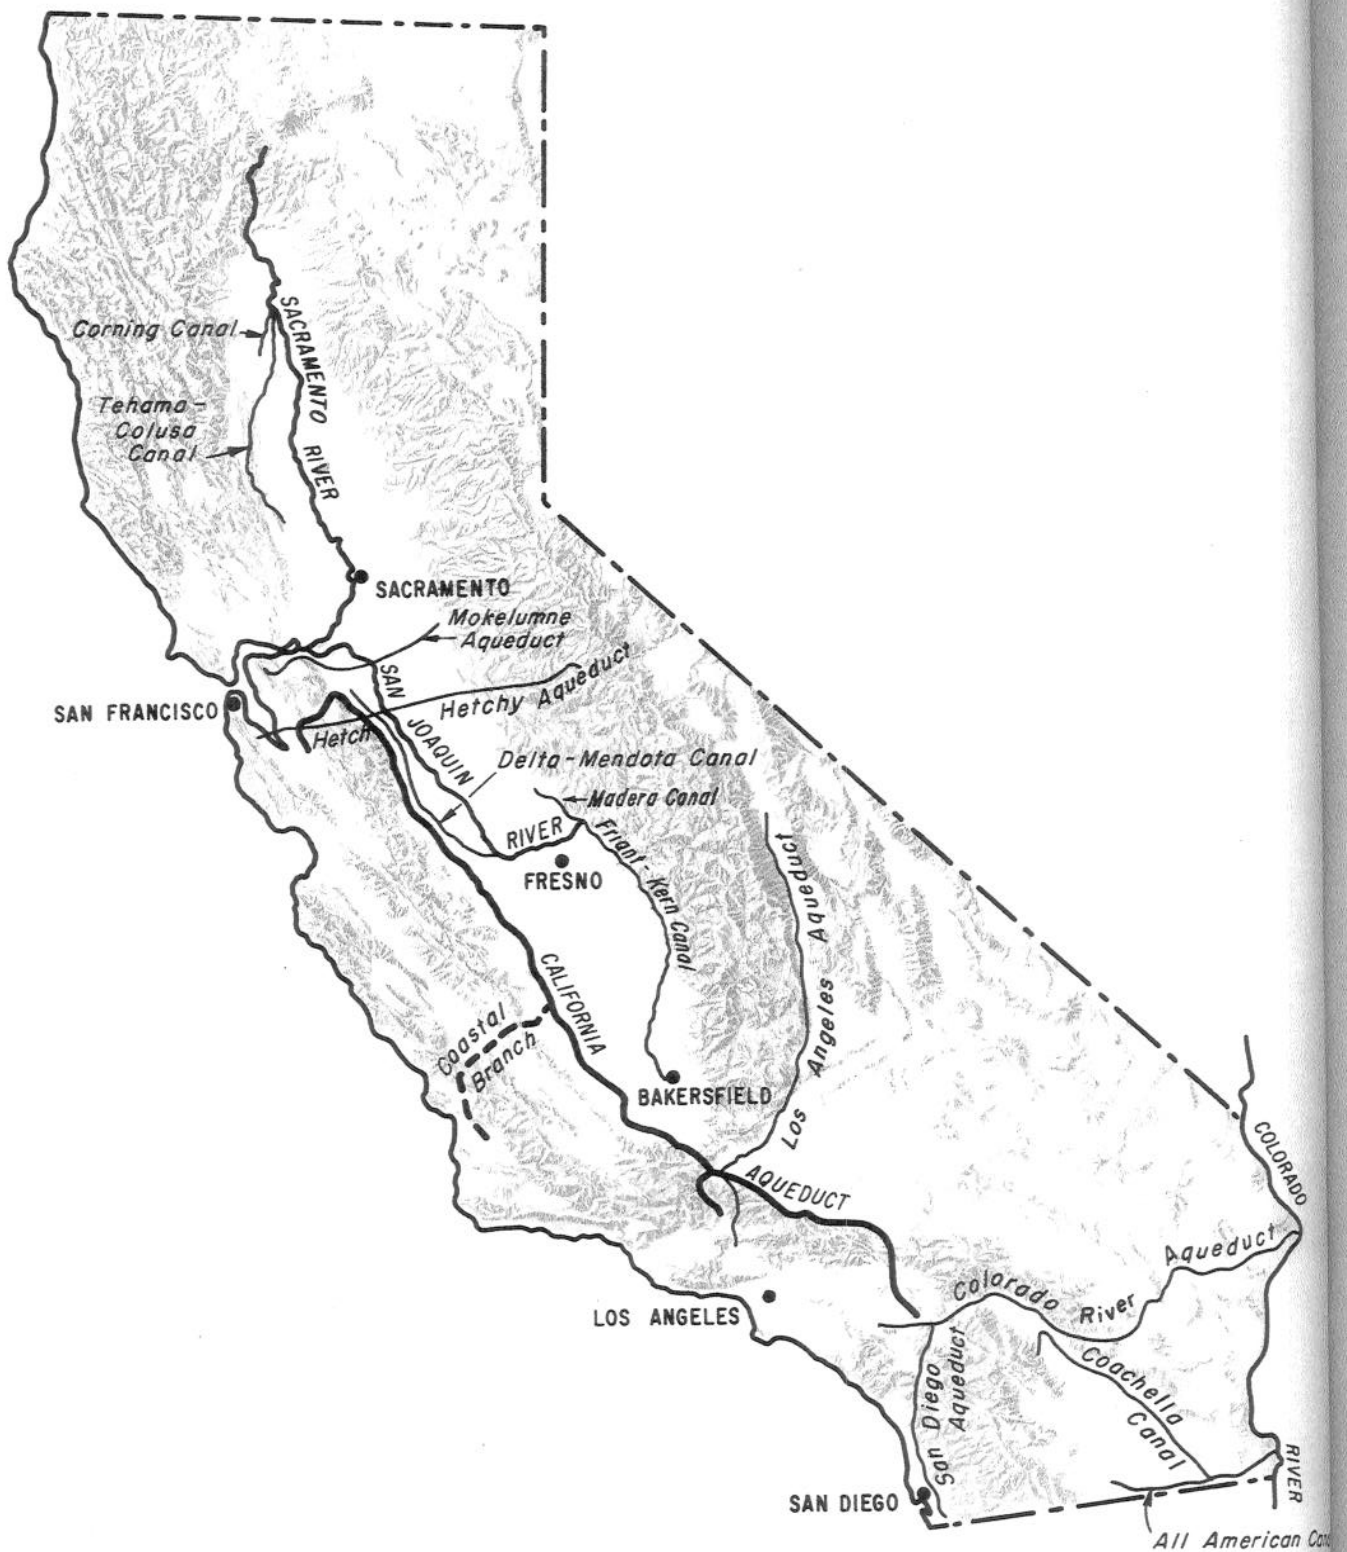 SACRAMENTO RIVER
Corning Canal
Tehama-
Colusa
Canal
SACRAMENTO
Mokelumne
Aqueduct
SAN FRANCISCO
Hetch Hetchy Aqueduct
SAN JOAQUIN RIVER
Delta-Mendota Canal
Madera Canal
Friant-Kern Canal
FRESNO
Los Angeles Aqueduct
CALIFORNIA AQUEDUCT
Coastal
Branch
BAKERSFIELD
COLORADO RIVER
Colorado River Aqueduct
LOS ANGELES
San Diego
Aqueduct
Coachella
Canal
SAN DIEGO
All American